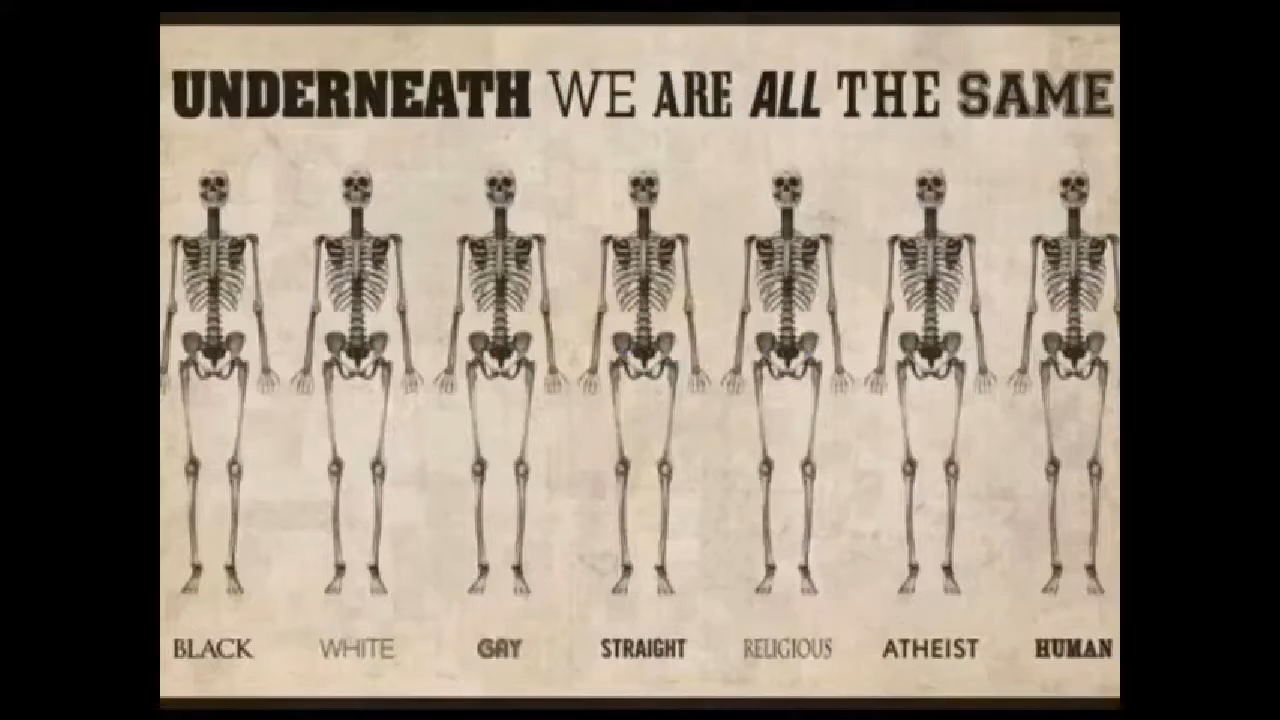 UNDERNEATH WE ARE ALL THE SAME
BLACK WHITE GAY STRAIGHT RELIGIOUS ATHEIST HUMAN